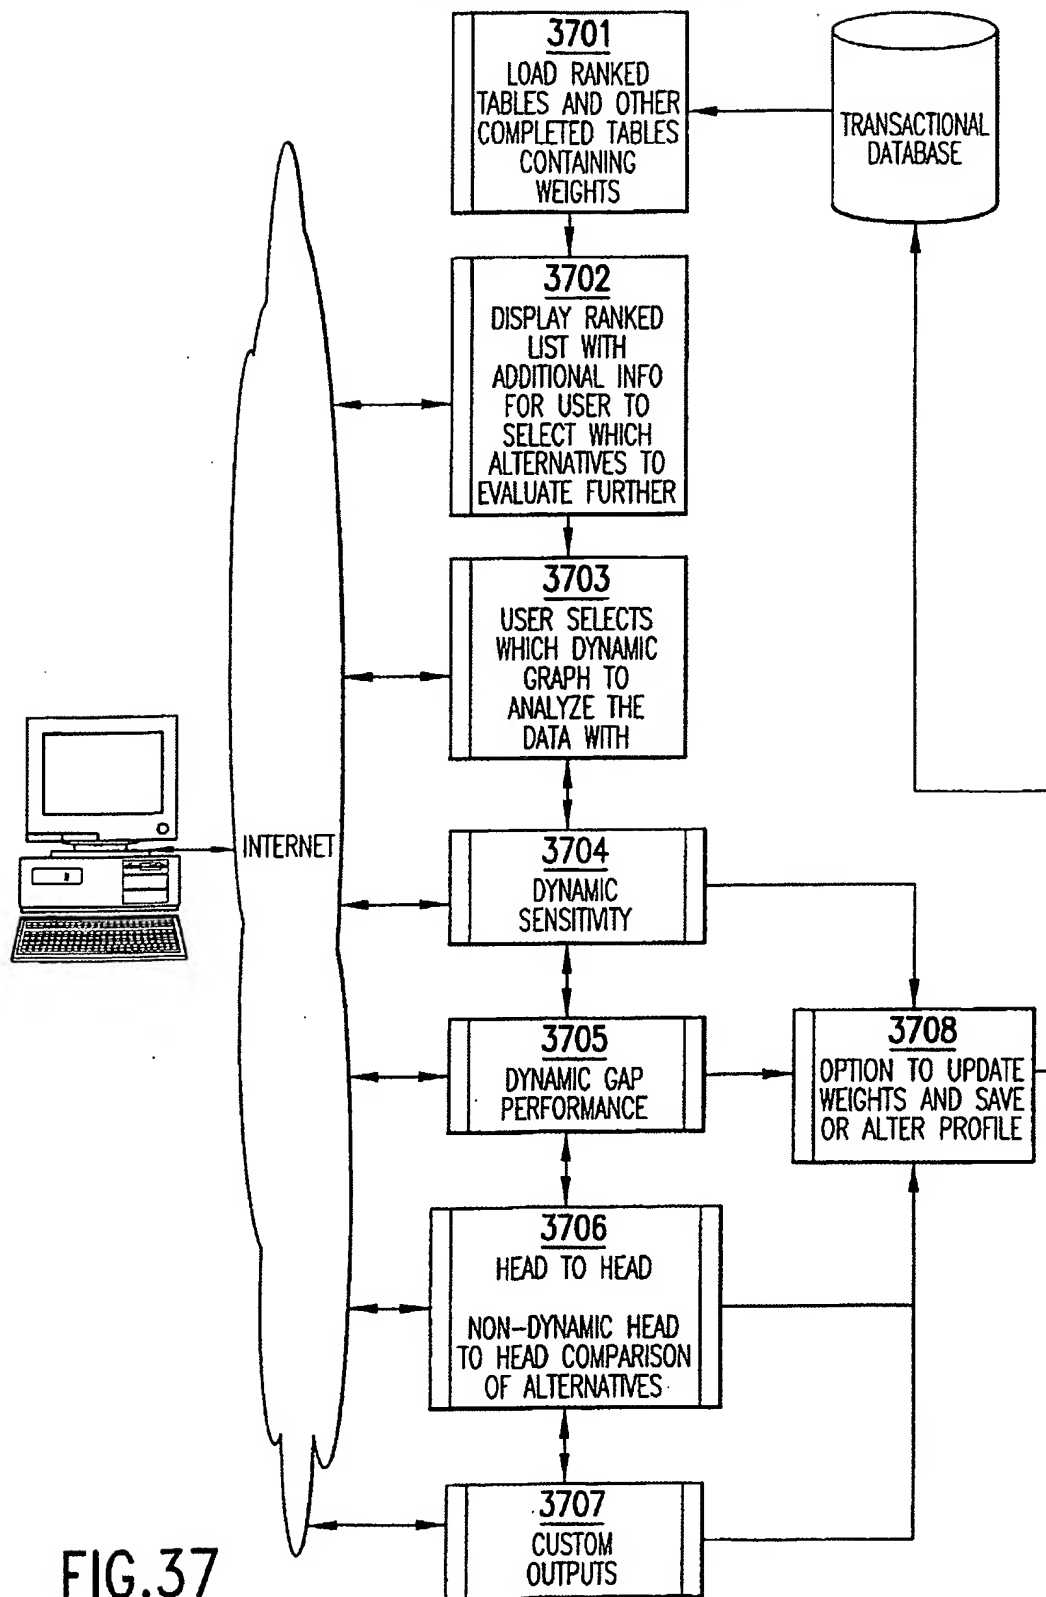 3701
LOAD RANKED
TABLES AND OTHER
COMPLETED TABLES
CONTAINING
WEIGHTS
TRANSACTIONAL
DATABASE
3702
DISPLAY RANKED
LIST WITH
ADDITIONAL INFO
FOR USER TO
SELECT WHICH
ALTERNATIVES TO
EVALUATE FURTHER
3703
USER SELECTS
WHICH DYNAMIC
GRAPH TO
ANALYZE THE
DATA WITH
INTERNET
3704
DYNAMIC
SENSITIVITY
3705
DYNAMIC GAP
PERFORMANCE
3708
OPTION TO UPDATE
WEIGHTS AND SAVE
OR ALTER PROFILE
3706
HEAD TO HEAD
NON-DYNAMIC HEAD
TO HEAD COMPARISON
OF ALTERNATIVES
3707
CUSTOM
OUTPUTS
FIG.37